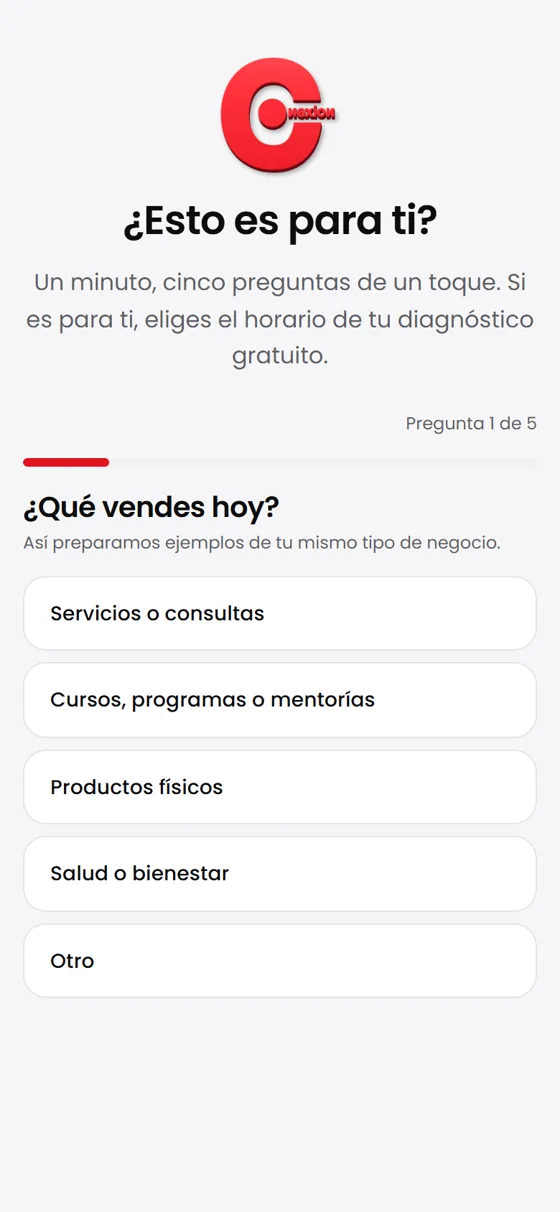 Cnexion
¿Esto es para ti?
Un minuto, cinco preguntas de un toque. Si
es para ti, eliges el horario de tu diagnóstico
gratuito.
Pregunta 1 de 5
¿Qué vendes hoy?
Así preparamos ejemplos de tu mismo tipo de negocio.
Servicios o consultas
Cursos, programas o mentorías
Productos físicos
Salud o bienestar
Otro